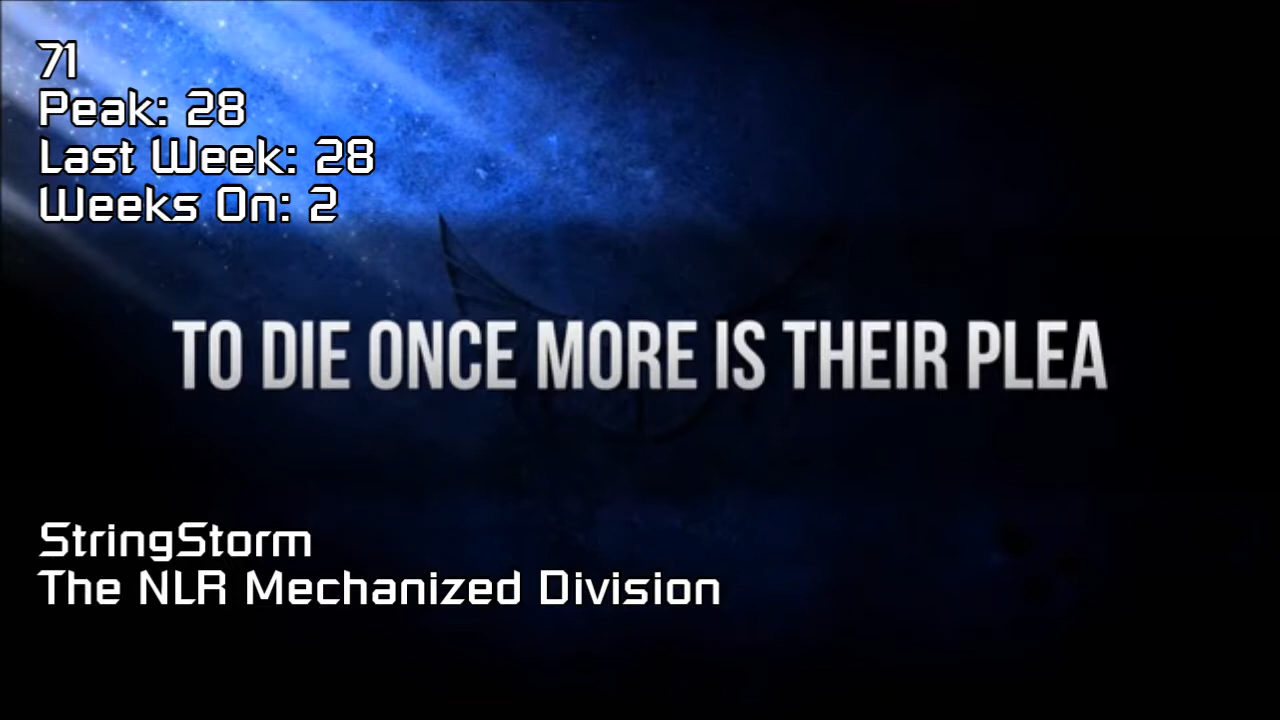 71
Peak: 28
Last Week: 28
Weeks On: 2
TO DIE ONCE MORE IS THEIR PLEA
StringStorm
The NLR Mechanized Division